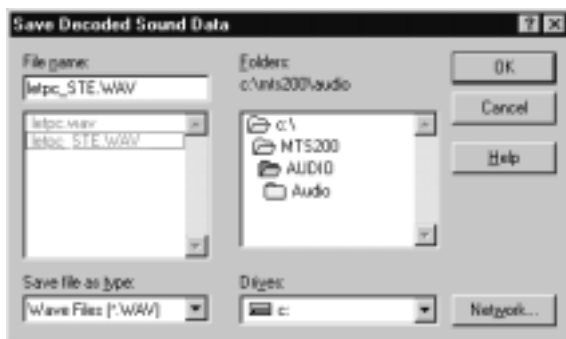 Save Decoded Sound Data
File name:
letpc_STE.WAV
letpc.wav
letpc_STE.WAV
Save file as type:
Wave Files (*.WAV)
Folders:
c:\mts200\audio
c:\
MTS200
AUDIO
Audio
Drives:
c:
OK
Cancel
Help
Network...